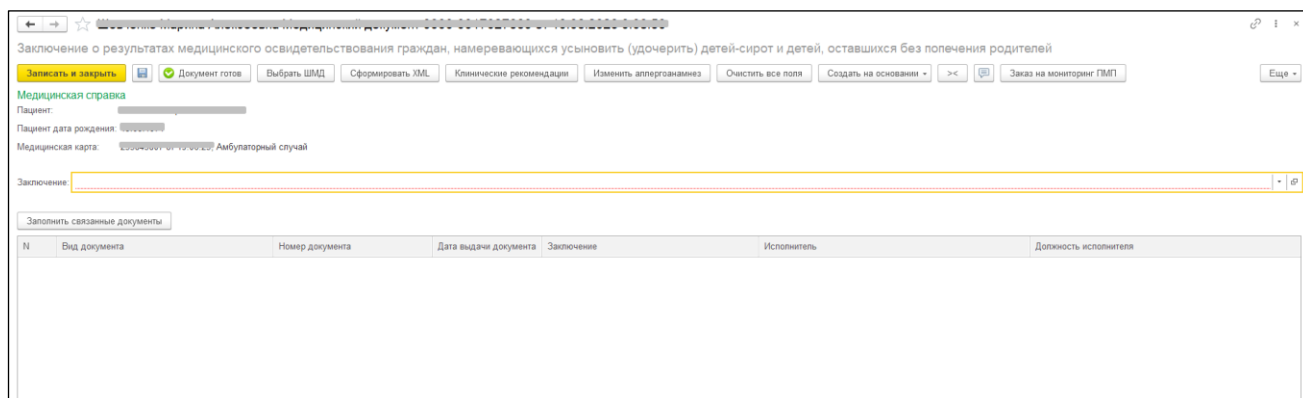 Заключение о результатах медицинского освидетельствования граждан, намеревающихся усыновить (удочерить) детей-сирот и детей, оставшихся без попечения родителей
Записать и закрыть Документ готов Выбрать ШМД Сформировать XML Клинические рекомендации Изменить аллергоанамнез Очистить все поля Создать на основании >< Заказ на мониторинг ПМП Еще
Медицинская справка
Пациент:
Пациент дата рождения:
Медицинская карта: Амбулаторный случай
Заключение:
Заполнить связанные документы
N Вид документа Номер документа Дата выдачи документа Заключение Исполнитель Должность исполнителя